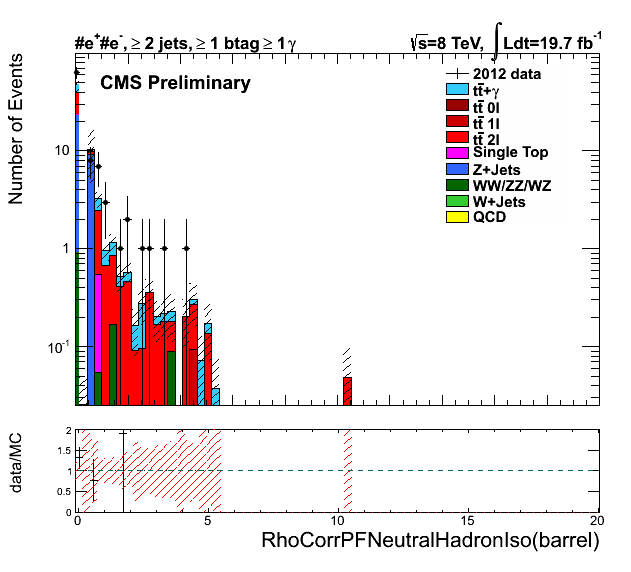 #e⁺#e⁻, ≥ 2 jets, ≥ 1 btag ≥ 1γ
√s=8 TeV, ∫Ldt=19.7 fb⁻¹
CMS Preliminary
2012 data
tt̄+γ
tt̄ 0l
tt̄ 1l
tt̄ 2l
Single Top
Z+Jets
WW/ZZ/WZ
W+Jets
QCD
Number of Events
10
1
10⁻¹
data/MC
2
1.5
1
0.5
0
0 5 10 15 20
RhoCorrPFNeutralHadronIso(barrel)